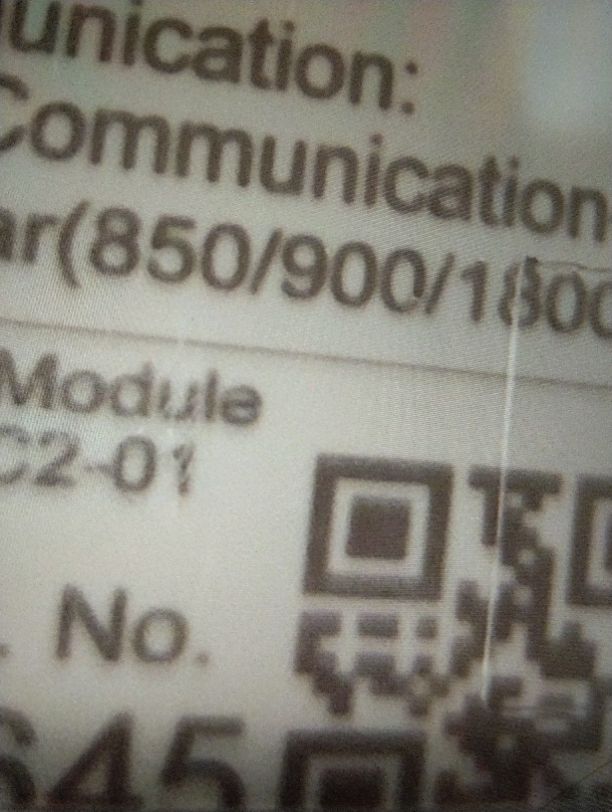 unication:
Communication
ar(850/900/180
Module
C2-01
. No.
645